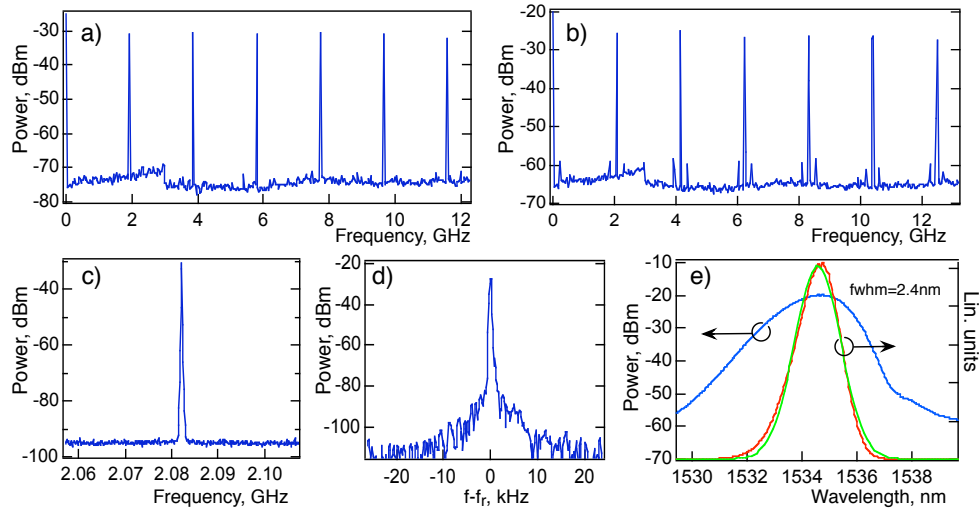 a)
Power, dBm
-30
-40
-50
-60
-70
-80
0 2 4 6 8 10 12
Frequency, GHz
b)
Power, dBm
-20
-30
-40
-50
-60
-70
0 2 4 6 8 10 12
Frequency, GHz
c)
Power, dBm
-40
-60
-80
-100
2.06 2.07 2.08 2.09 2.10
Frequency, GHz
d)
Power, dBm
-20
-40
-60
-80
-100
-20 -10 0 10 20
f-fr, kHz
e)
fwhm=2.4nm
Power, dBm
-10
-20
-30
-40
-50
-60
-70
Lin. units
1530 1532 1534 1536 1538
Wavelength, nm